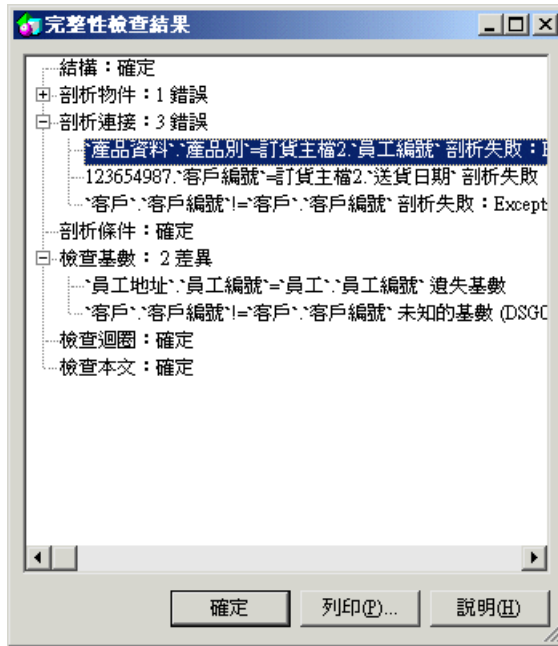 完整性檢查結果
結構：確定
剖析物件：1 錯誤
剖析連接：3 錯誤
`產品資料`.`產品別`=訂貨主檔2.`員工編號` 剖析失敗：E
123654987.`客戶編號`=訂貨主檔2.`送貨日期` 剖析失敗
`客戶`.`客戶編號`!=`客戶`.`客戶編號` 剖析失敗：Except
剖析條件：確定
檢查基數： 2 差異
`員工地址`.`員工編號`=`員工`.`員工編號` 遺失基數
`客戶`.`客戶編號`!=`客戶`.`客戶編號` 未知的基數 (DSGC
檢查迴圈：確定
檢查本文：確定
確定 列印(P)... 說明(H)